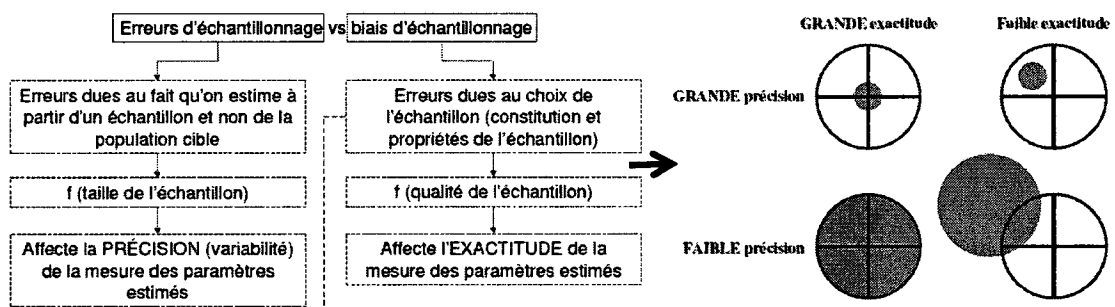 Erreurs d'échantillonnage vs biais d'échantillonnage
Erreurs dues au fait qu'on estime à
partir d'un échantillon et non de la
population cible
f (taille de l'échantillon)
Affecte la PRÉCISION (variabilité)
de la mesure des paramètres
estimés
Erreurs dues au choix de
l'échantillon (constitution et
propriétés de l'échantillon)
f (qualité de l'échantillon)
Affecte l'EXACTITUDE de la
mesure des paramètres estimés
GRANDE exactitude
Faible exactitude
GRANDE précision
FAIBLE précision